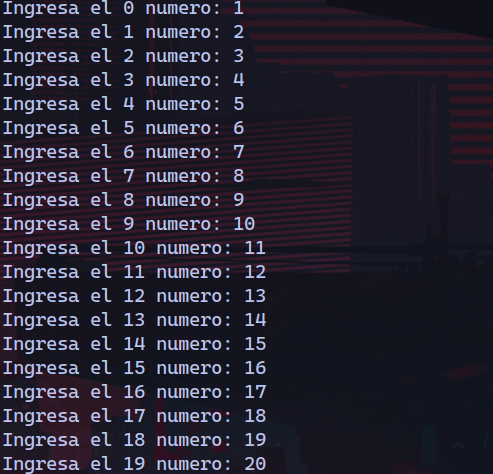 Ingresa el 0 numero: 1
Ingresa el 1 numero: 2
Ingresa el 2 numero: 3
Ingresa el 3 numero: 4
Ingresa el 4 numero: 5
Ingresa el 5 numero: 6
Ingresa el 6 numero: 7
Ingresa el 7 numero: 8
Ingresa el 8 numero: 9
Ingresa el 9 numero: 10
Ingresa el 10 numero: 11
Ingresa el 11 numero: 12
Ingresa el 12 numero: 13
Ingresa el 13 numero: 14
Ingresa el 14 numero: 15
Ingresa el 15 numero: 16
Ingresa el 16 numero: 17
Ingresa el 17 numero: 18
Ingresa el 18 numero: 19
Ingresa el 19 numero: 20